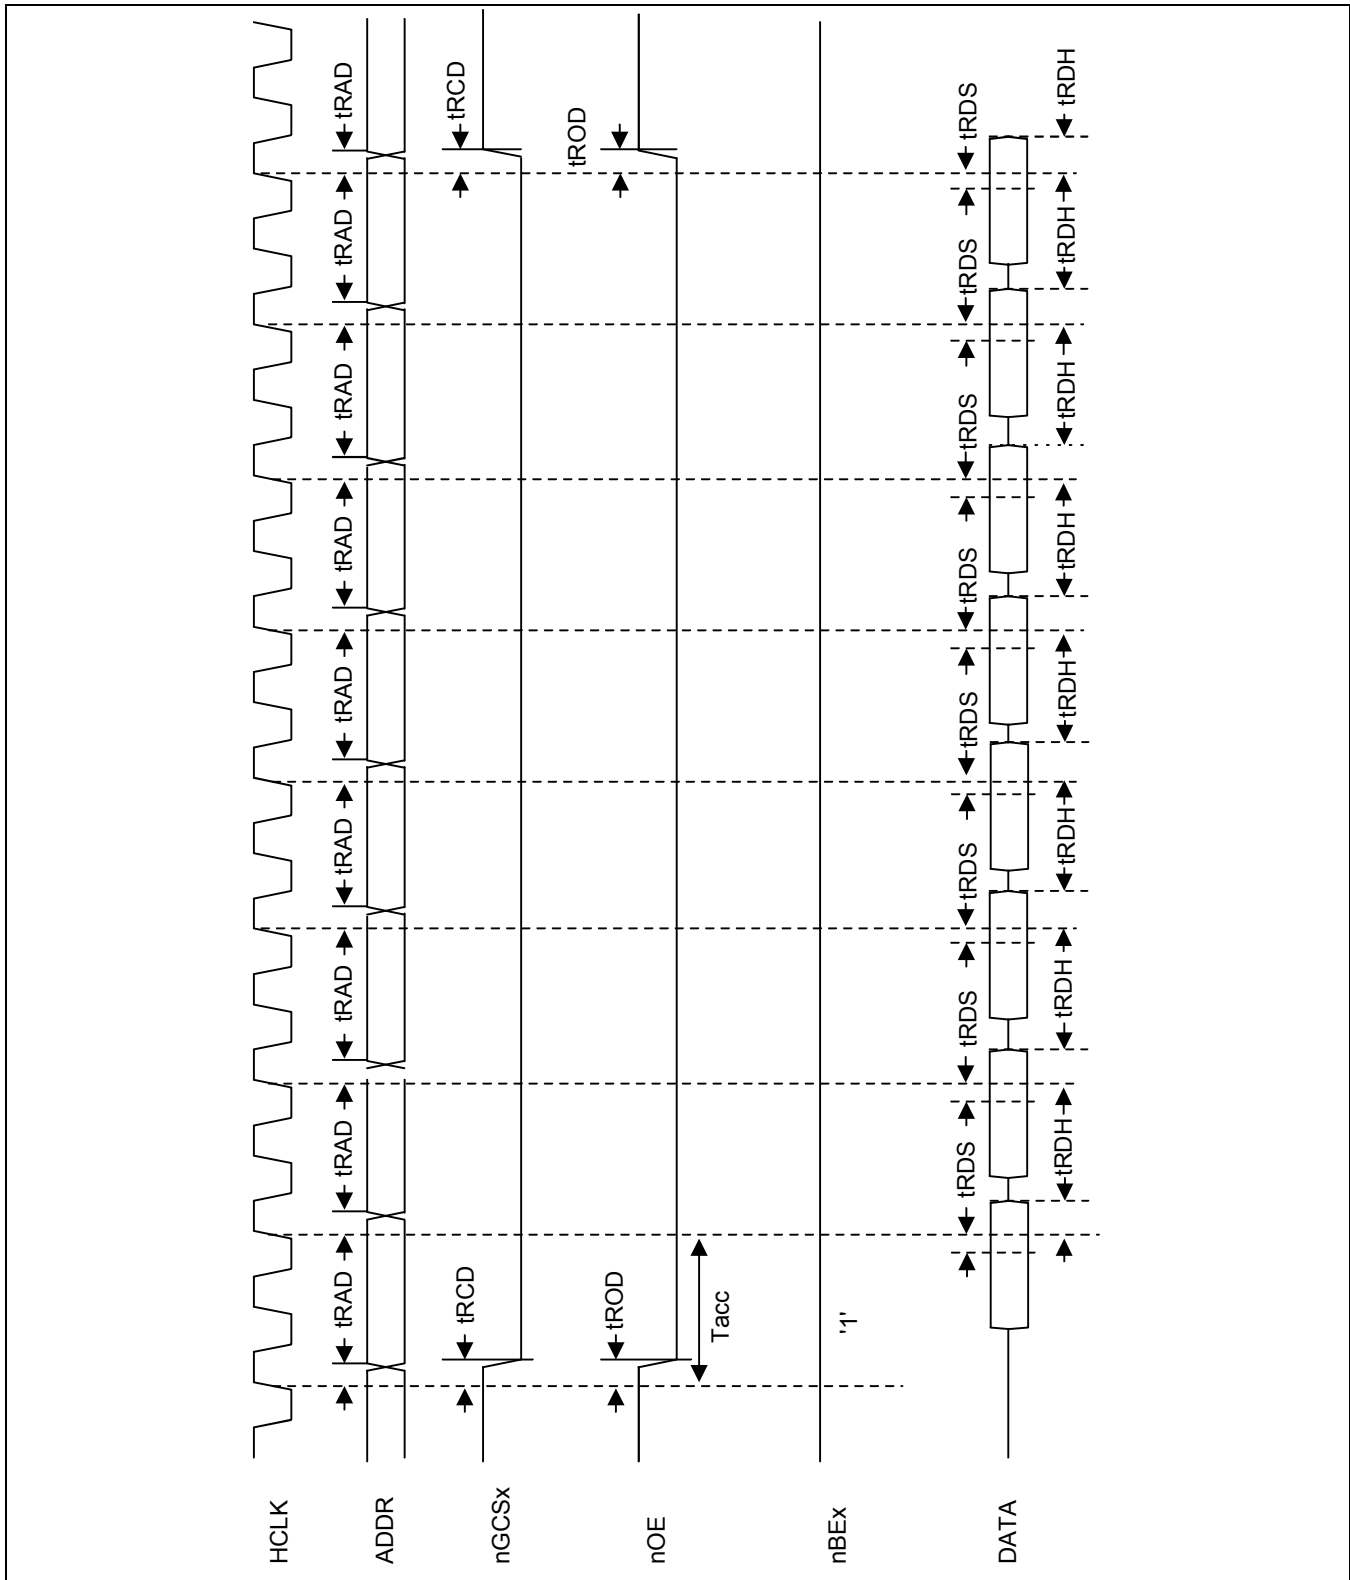 HCLK
tRAD tRAD tRAD tRAD tRAD tRAD tRAD tRAD tRAD
ADDR
tRCD tRCD
nGCSx
tROD tROD
nOE
Tacc
nBEx
'1'
tRDS tRDS tRDS tRDS tRDS tRDS tRDS tRDS
DATA
tRDH tRDH tRDH tRDH tRDH tRDH tRDH tRDH